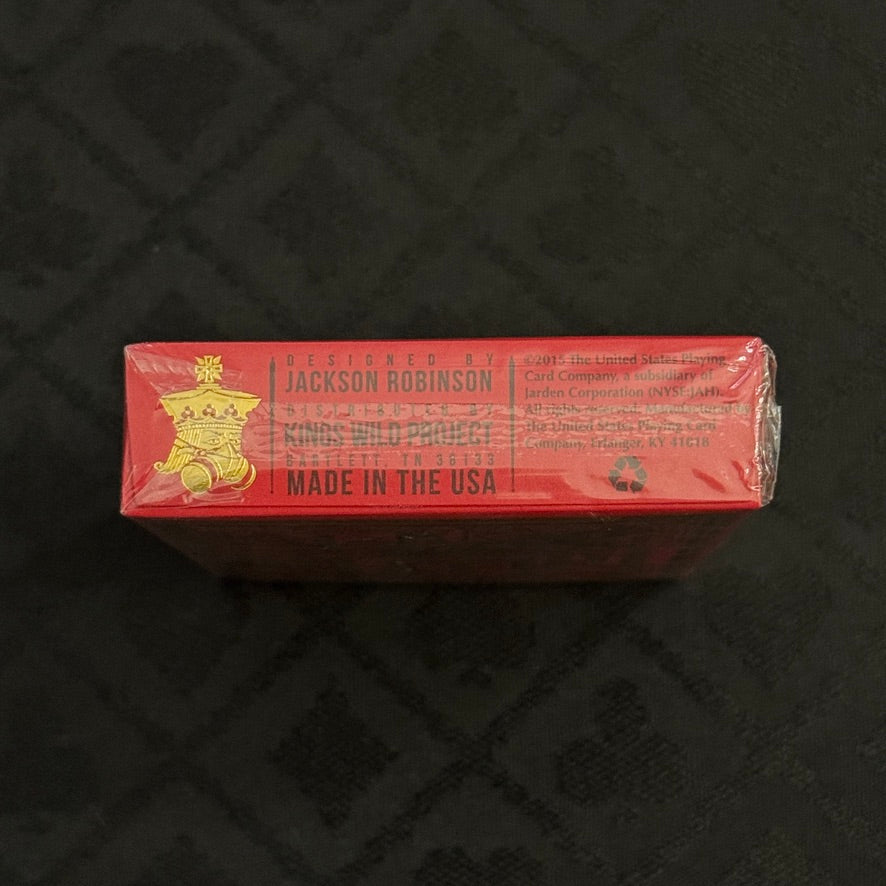 DESIGNED BY
JACKSON ROBINSON
DISTRIBUTED BY
KINGS WILD PROJECT
BARTLETT, TN 38133
MADE IN THE USA
©2015 The United States Playing
Card Company, a subsidiary of
Jarden Corporation (NYSE:JAH).
All rights reserved. Manufactured by
The United States Playing Card
Company, Erlanger, KY 41018